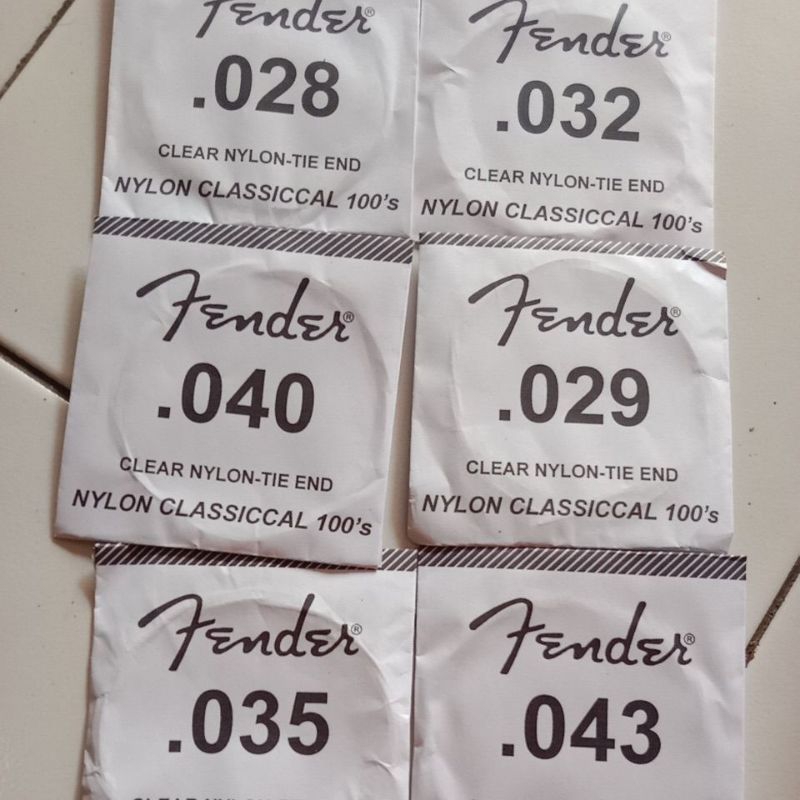 Fender®
.028
CLEAR NYLON-TIE END
NYLON CLASSICCAL 100's
Fender®
.032
CLEAR NYLON-TIE END
NYLON CLASSICCAL 100's
Fender®
.040
CLEAR NYLON-TIE END
NYLON CLASSICCAL 100's
Fender®
.029
CLEAR NYLON-TIE END
NYLON CLASSICCAL 100's
Fender®
.035
Fender®
.043